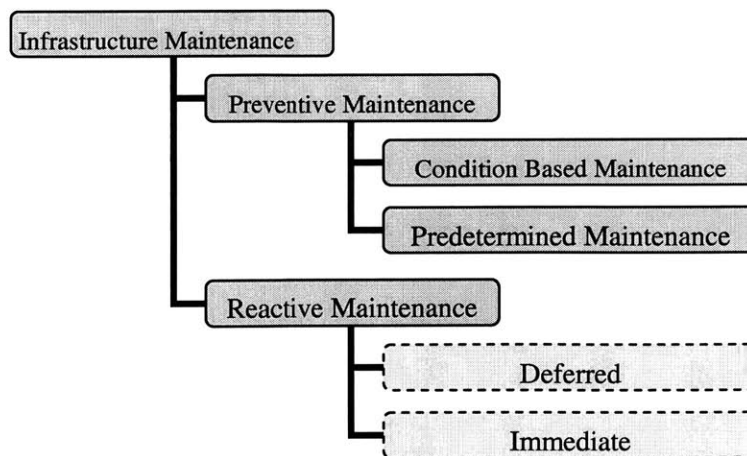 Infrastructure Maintenance
Preventive Maintenance
Condition Based Maintenance
Predetermined Maintenance
Reactive Maintenance
Deferred
Immediate